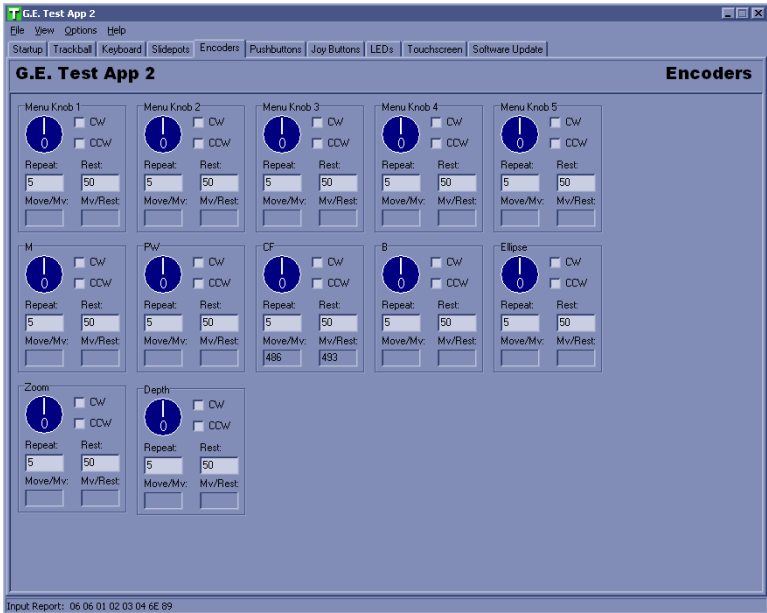 T G.E. Test App 2
File View Options Help
Startup Trackball Keyboard Slidepots Encoders Pushbuttons Joy Buttons LEDs Touchscreen Software Update
G.E. Test App 2 Encoders
Menu Knob 1 Menu Knob 2 Menu Knob 3 Menu Knob 4 Menu Knob 5
CW CW CW CW CW
0 0 0 0 0
CCW CCW CCW CCW CCW
Repeat: Rest: Repeat: Rest: Repeat: Rest: Repeat: Rest: Repeat: Rest:
5 50 5 50 5 50 5 50 5 50
Move/Mv: Mv/Rest: Move/Mv: Mv/Rest: Move/Mv: Mv/Rest: Move/Mv: Mv/Rest: Move/Mv: Mv/Rest:
M PW CF B Ellipse
CW CW CW CW CW
0 0 0 0 0
CCW CCW CCW CCW CCW
Repeat: Rest: Repeat: Rest: Repeat: Rest: Repeat: Rest: Repeat: Rest:
5 50 5 50 5 50 5 50 5 50
Move/Mv: Mv/Rest: Move/Mv: Mv/Rest: Move/Mv: Mv/Rest: Move/Mv: Mv/Rest: Move/Mv: Mv/Rest:
486 493
Zoom Depth
CW CW
0 0
CCW CCW
Repeat: Rest: Repeat: Rest:
5 50 5 50
Move/Mv: Mv/Rest: Move/Mv: Mv/Rest:
Input Report: 06 06 01 02 03 04 6E 89